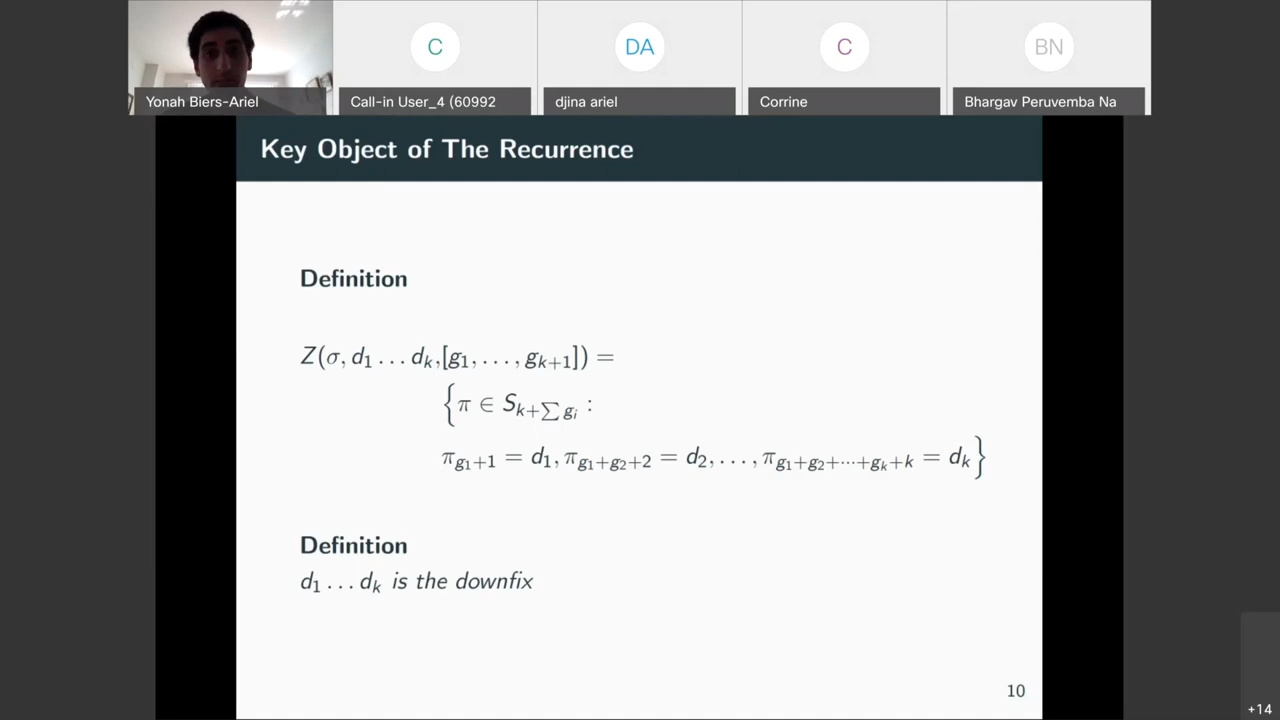 C
DA
C
BN
Yonah Biers-Ariel
Call-in User_4 (60992
djina ariel
Corrine
Bhargav Peruvemba Na
Key Object of The Recurrence
Definition
Z(σ, d₁ … dₖ,[g₁, … , gₖ₊₁]) =
{π ∈ S_{k+∑ gᵢ} :
π_{g₁+1} = d₁, π_{g₁+g₂+2} = d₂, … , π_{g₁+g₂+⋯+gₖ+k} = dₖ}
Definition
d₁ … dₖ is the downfix
10
+14